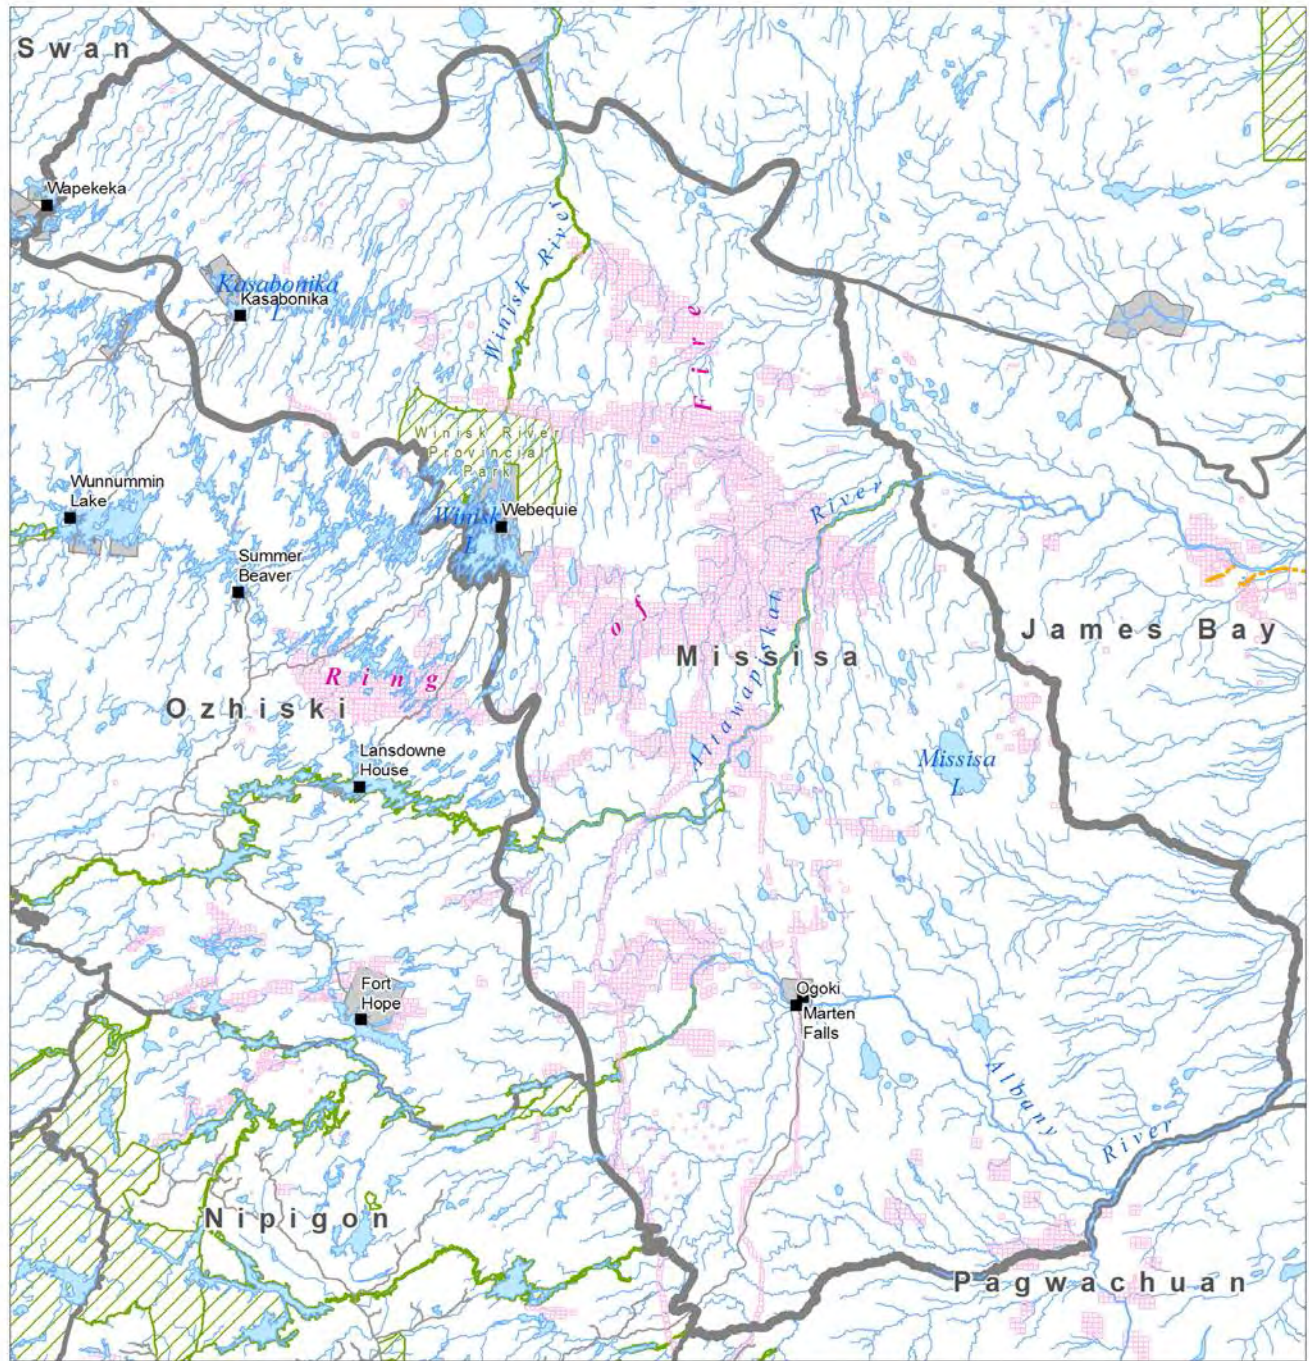 Swan
Wapekeka
Kasabonika
L
Kasabonika
Winisk River
Fire
Winisk River
Provincial
Park
Wunnummin
Lake
Winisk
L
Webequie
River
Summer
Beaver
of
James Bay
Missisa
Ring
Ozhiski
Attawapiskat
Lansdowne
House
Missisa
L
Fort
Hope
Ogoki
Marten
Falls
Albany
River
Nipigon
Pagwachuan